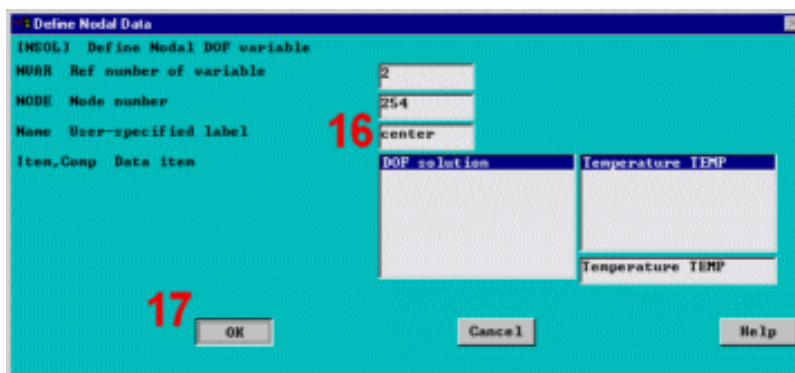 Define Nodal Data
[NSOL] Define Nodal DOF variable
NVAR Ref number of variable 2
NODE Node number 254
Name User-specified label 16 center
Item,Comp Data item DOF solution Temperature TEMP
Temperature TEMP
17 OK Cancel Help